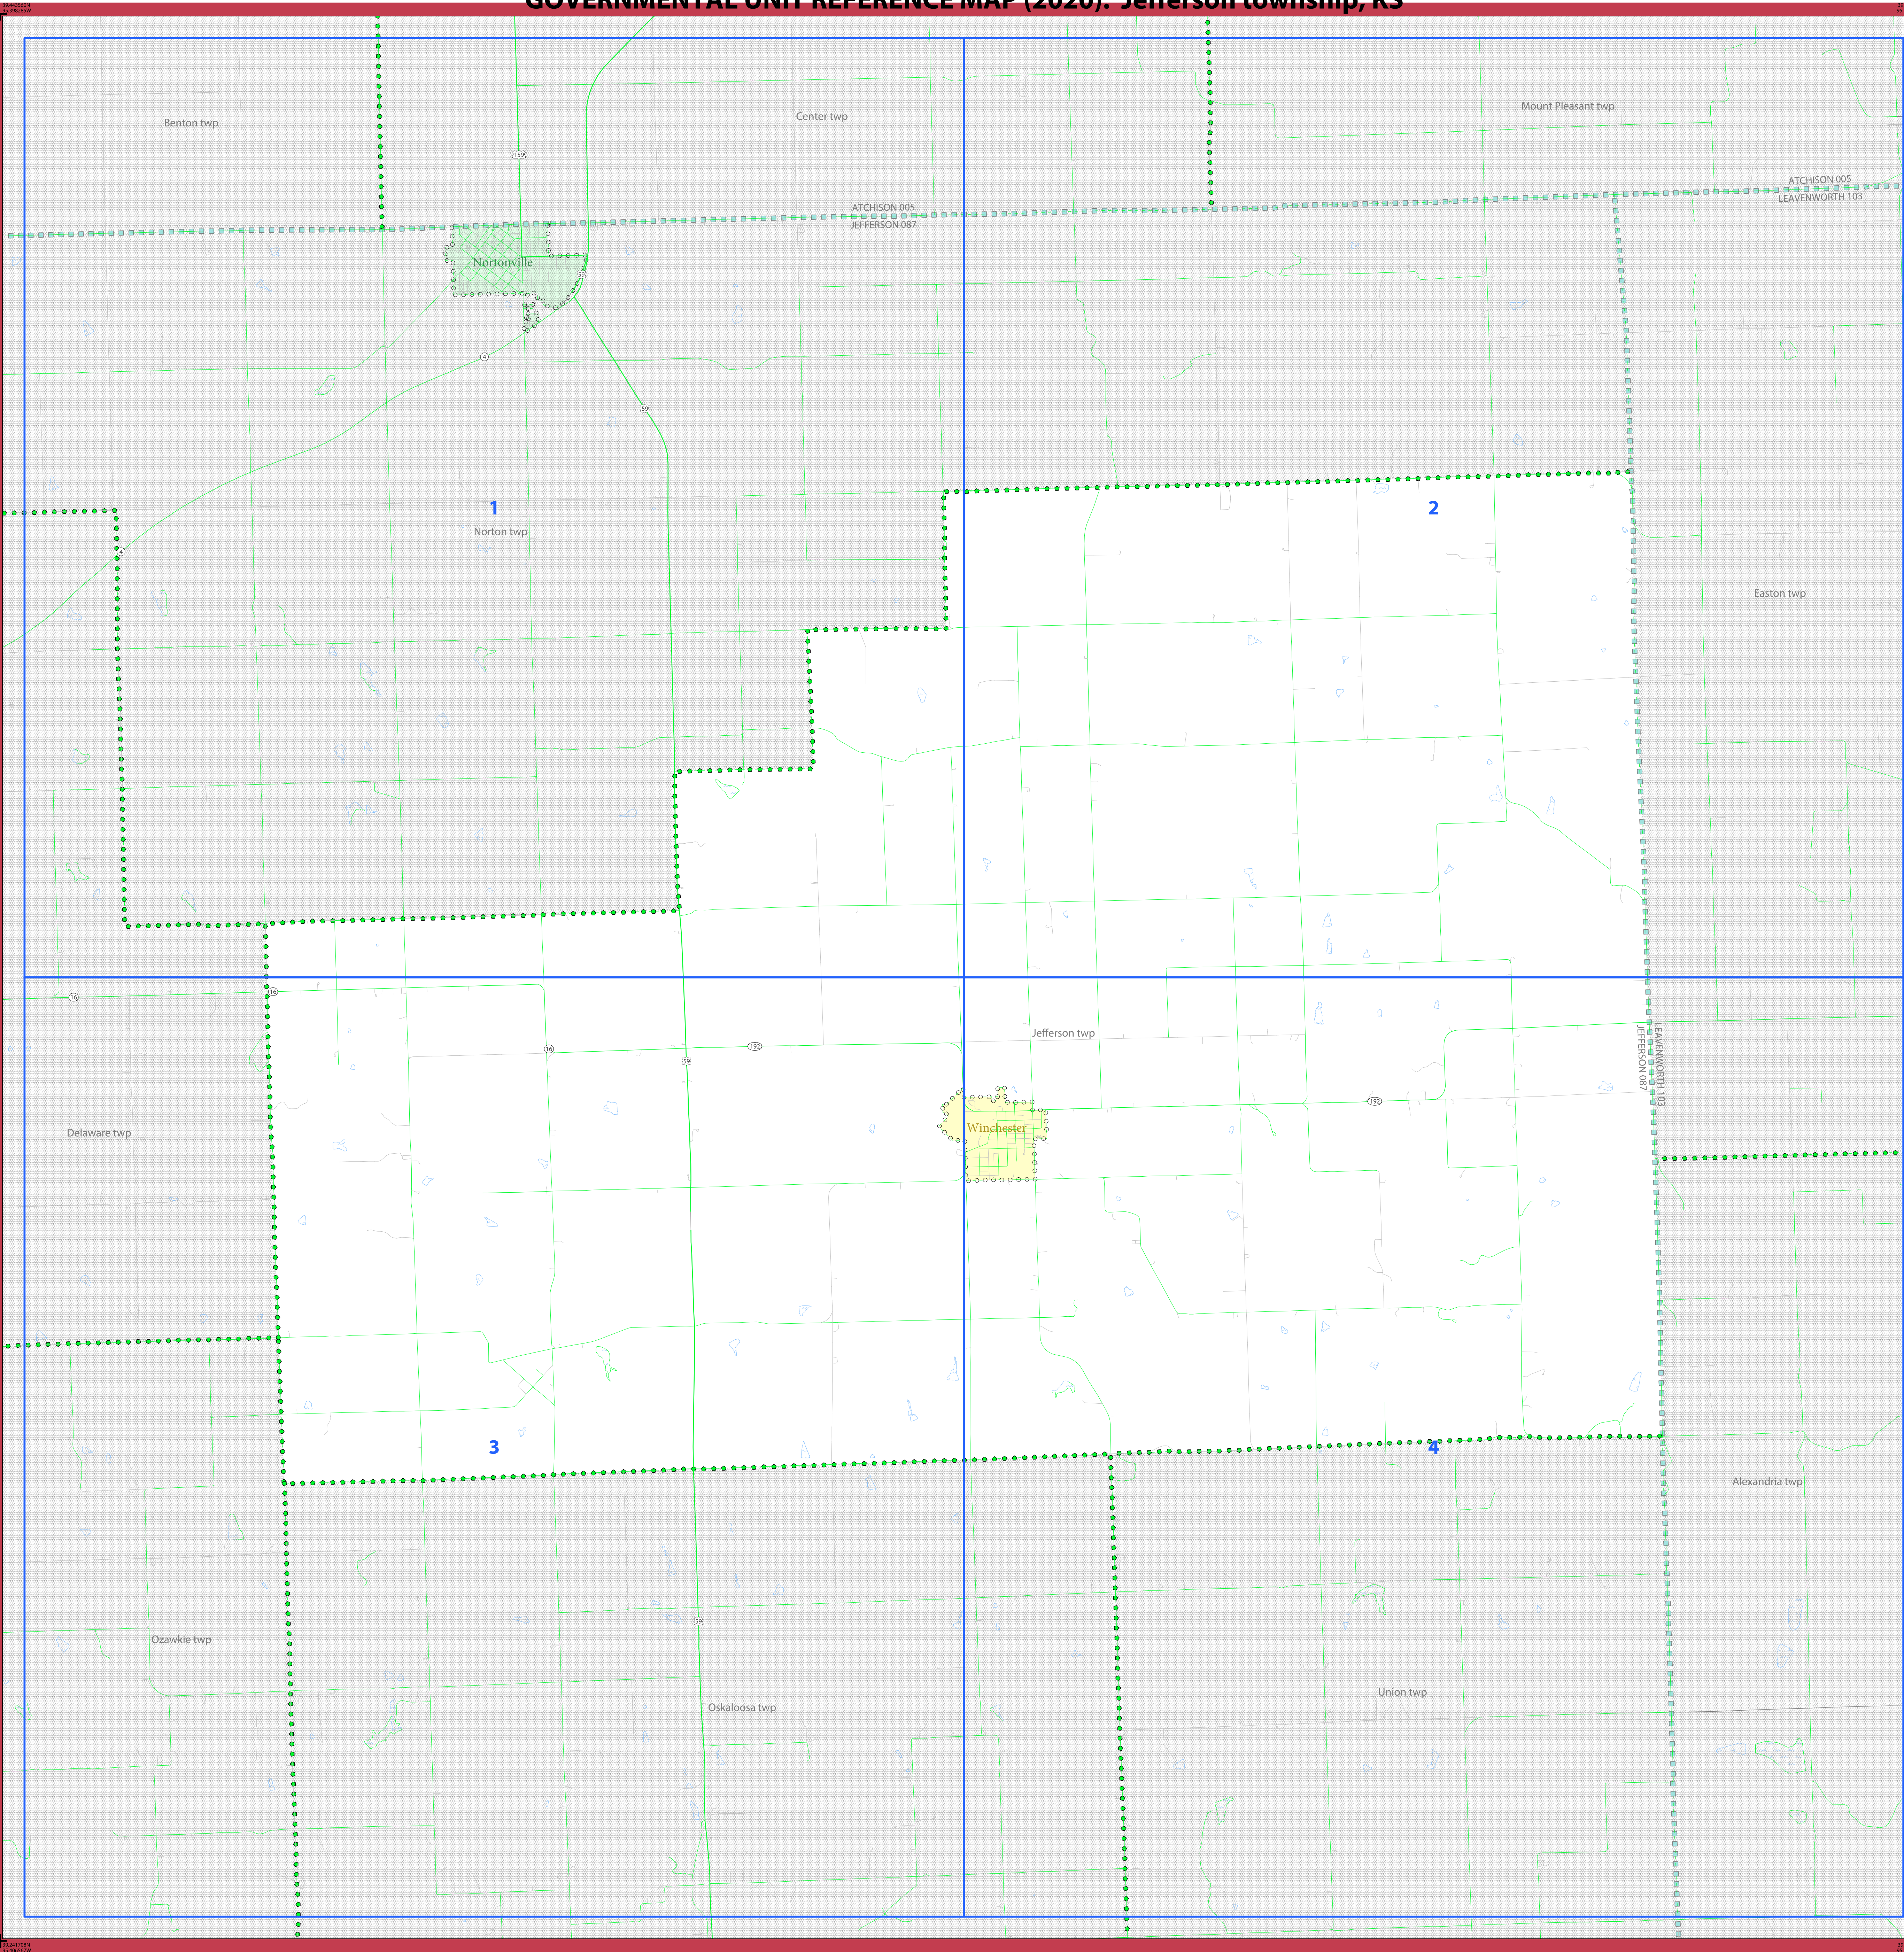 GOVERNMENTAL UNIT REFERENCE MAP (2020): Jefferson township, KS
Benton twp
Center twp
Mount Pleasant twp
159
ATCHISON 005
LEAVENWORTH 103
ATCHISON 005
JEFFERSON 087
Nortonville
59
4
59
1
2
Norton twp
4
Easton twp
16
16
Jefferson twp
16
192
59
LEAVENWORTH 103
JEFFERSON 087
192
Winchester
Delaware twp
3
4
Alexandria twp
59
Ozawkie twp
Union twp
Oskaloosa twp